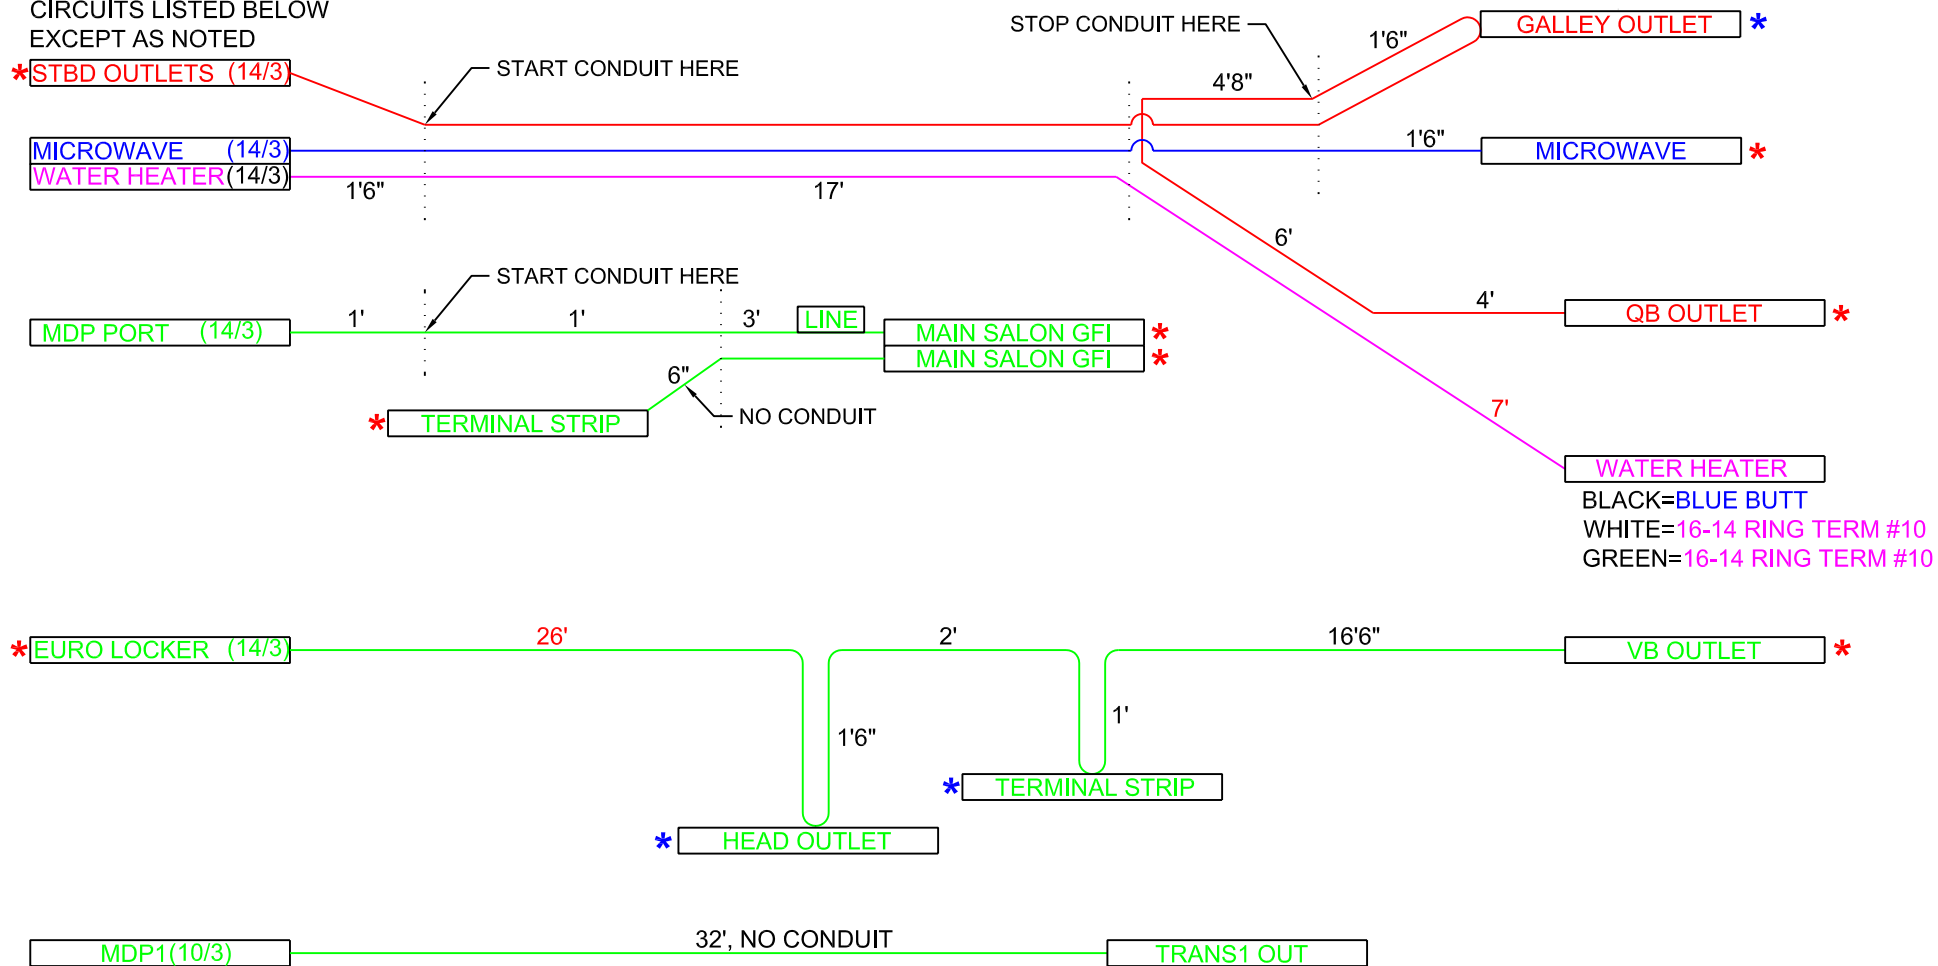 CIRCUITS LISTED BELOW
EXCEPT AS NOTED
STOP CONDUIT HERE
1'6"
GALLEY OUTLET *
* STBD OUTLETS (14/3)
START CONDUIT HERE
4'8"
MICROWAVE (14/3)
1'6"
MICROWAVE *
WATER HEATER (14/3)
1'6"
17'
6'
START CONDUIT HERE
MDP PORT (14/3)
1'
1'
3'
LINE
MAIN SALON GFI *
MAIN SALON GFI *
4'
QB OUTLET *
6"
NO CONDUIT
* TERMINAL STRIP
7'
WATER HEATER
BLACK=BLUE BUTT
WHITE=16-14 RING TERM #10
GREEN=16-14 RING TERM #10
* EURO LOCKER (14/3)
26'
2'
16'6"
VB OUTLET *
1'6"
1'
* TERMINAL STRIP
* HEAD OUTLET
MDP1(10/3)
32', NO CONDUIT
TRANS1 OUT